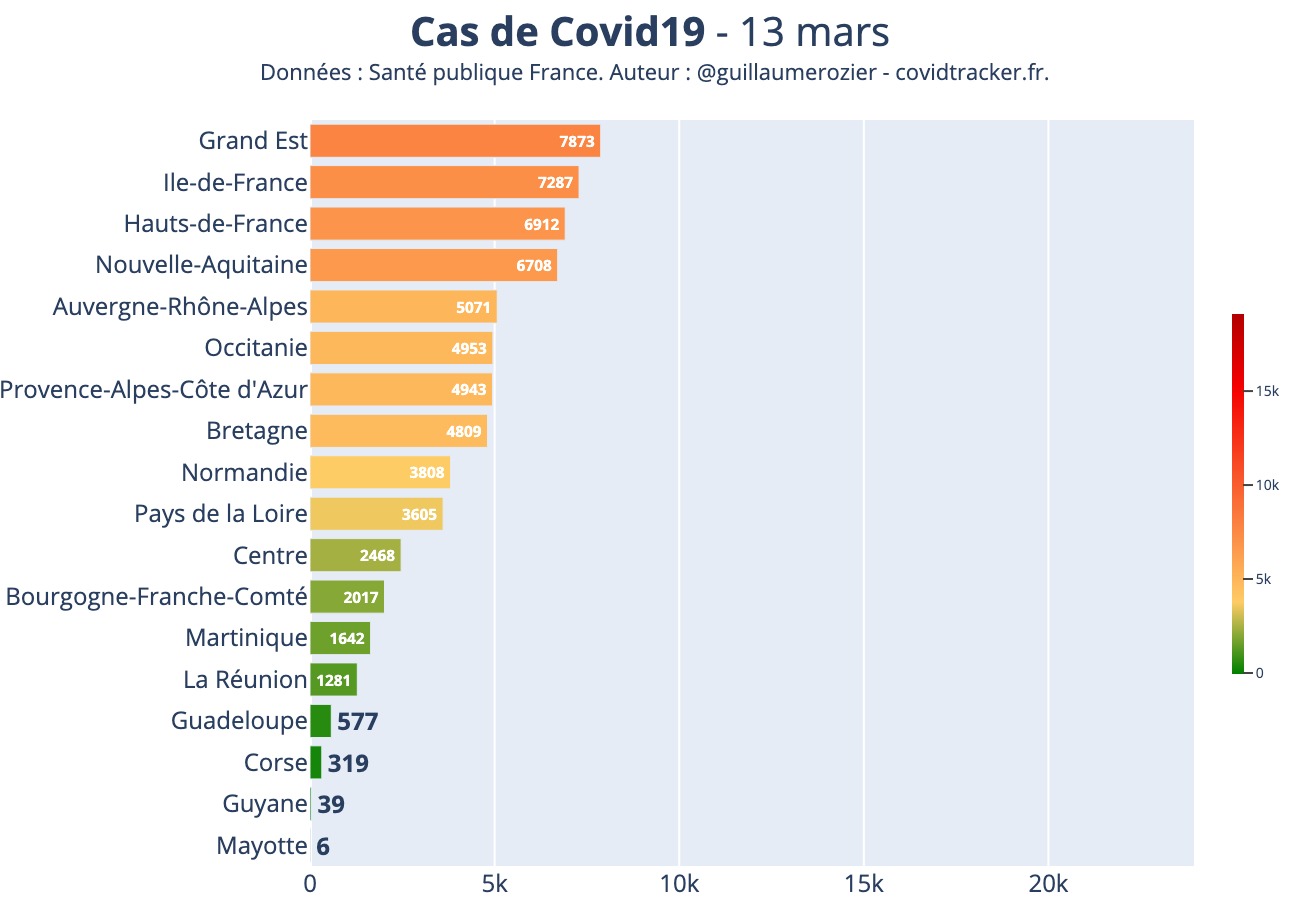 Cas de Covid19 - 13 mars
Données : Santé publique France. Auteur : @guillaumerozier - covidtracker.fr.
Grand Est 7873
Ile-de-France 7287
Hauts-de-France 6912
Nouvelle-Aquitaine 6708
Auvergne-Rhône-Alpes 5071
Occitanie 4953
Provence-Alpes-Côte d'Azur 4943
Bretagne 4809
Normandie 3808
Pays de la Loire 3605
Centre 2468
Bourgogne-Franche-Comté 2017
Martinique 1642
La Réunion 1281
Guadeloupe 577
Corse 319
Guyane 39
Mayotte 6
0 5k 10k 15k 20k
15k
10k
5k
0